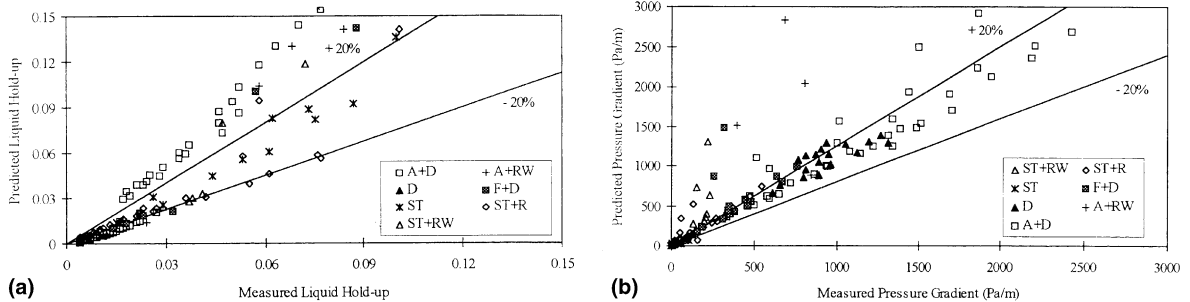 0.15
0.12
0.09
0.06
0.03
0.00
Predicted Liquid Hold-up
0.00
0.03
0.06
0.09
0.12
0.15
Measured Liquid Hold-up
+ 20%
- 20%
A+D
A+RW
D
F+D
ST
ST+R
ST+RW
(a)
3000
2500
2000
1500
1000
500
0
Predicted Pressure Gradient (Pa/m)
0
500
1000
1500
2000
2500
3000
Measured Pressure Gradient (Pa/m)
+ 20%
- 20%
ST+RW
ST+R
ST
F+D
D
A+RW
A+D
(b)